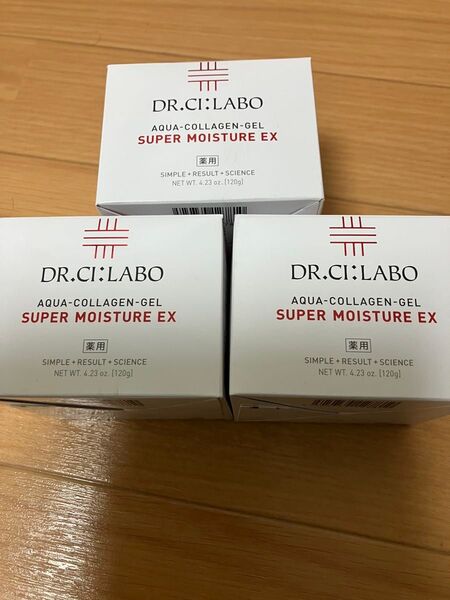 DR.CI:LABO
AQUA-COLLAGEN-GEL
SUPER MOISTURE EX
薬用
SIMPLE + RESULT + SCIENCE
NET WT. 4.23 oz. [120g]
DR.CI:LABO
AQUA-COLLAGEN-GEL
SUPER MOISTURE EX
薬用
SIMPLE + RESULT + SCIENCE
NET WT. 4.23 oz. [120g]
DR.CI:LABO
AQUA-COLLAGEN-GEL
SUPER MOISTURE EX
薬用
SIMPLE + RESULT + SCIENCE
NET WT. 4.23 oz. [120g]